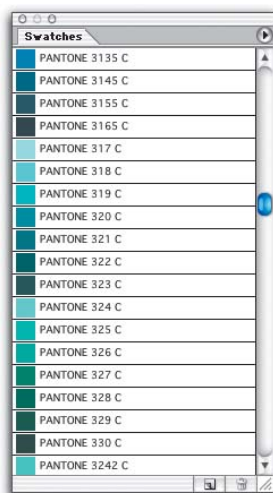 Swatches
PANTONE 3135 C
PANTONE 3145 C
PANTONE 3155 C
PANTONE 3165 C
PANTONE 317 C
PANTONE 318 C
PANTONE 319 C
PANTONE 320 C
PANTONE 321 C
PANTONE 322 C
PANTONE 323 C
PANTONE 324 C
PANTONE 325 C
PANTONE 326 C
PANTONE 327 C
PANTONE 328 C
PANTONE 329 C
PANTONE 330 C
PANTONE 3242 C